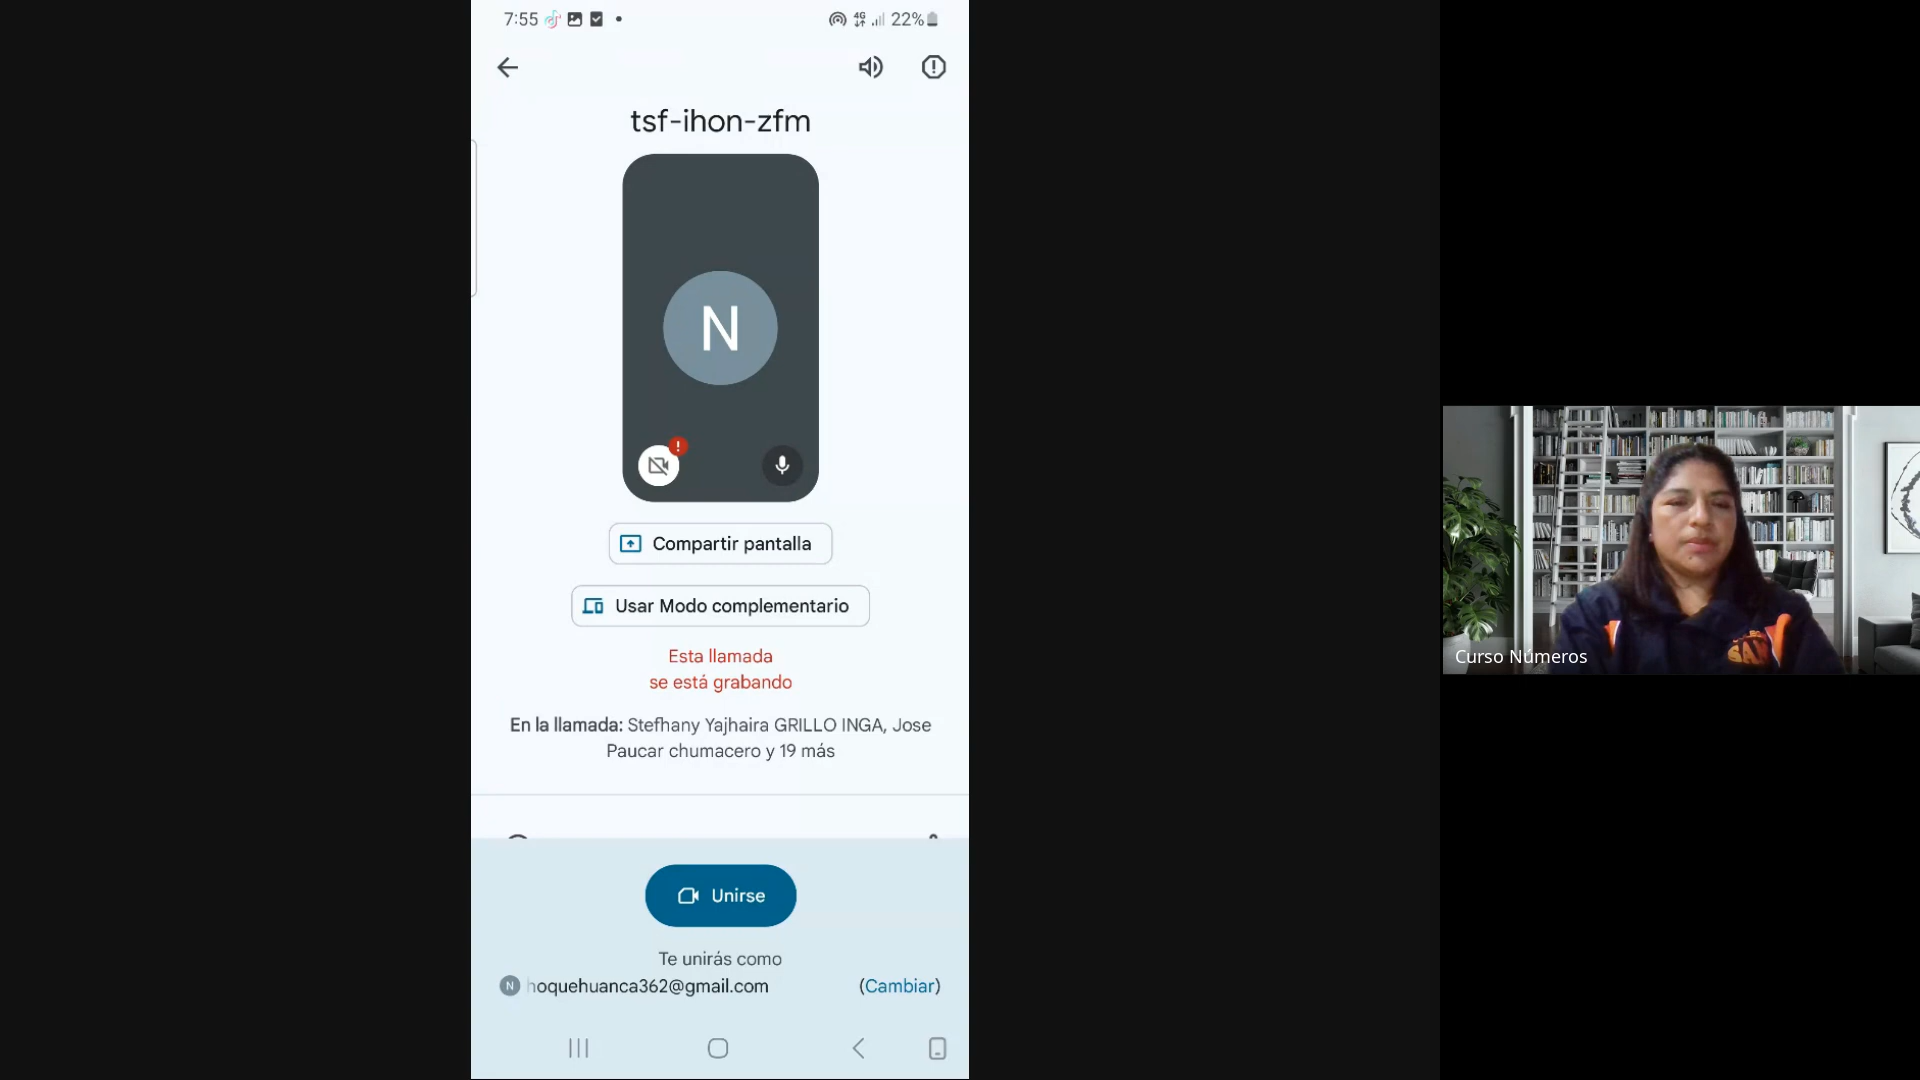 7:55
4G 22%
tsf-ihon-zfm
N
Compartir pantalla
Usar Modo complementario
Esta llamada
se está grabando
En la llamada: Stefhany Yajhaira GRILLO INGA, Jose
Paucar chumacero y 19 más
Unirse
Te unirás como
N hoquehuanca362@gmail.com (Cambiar)
Curso Números